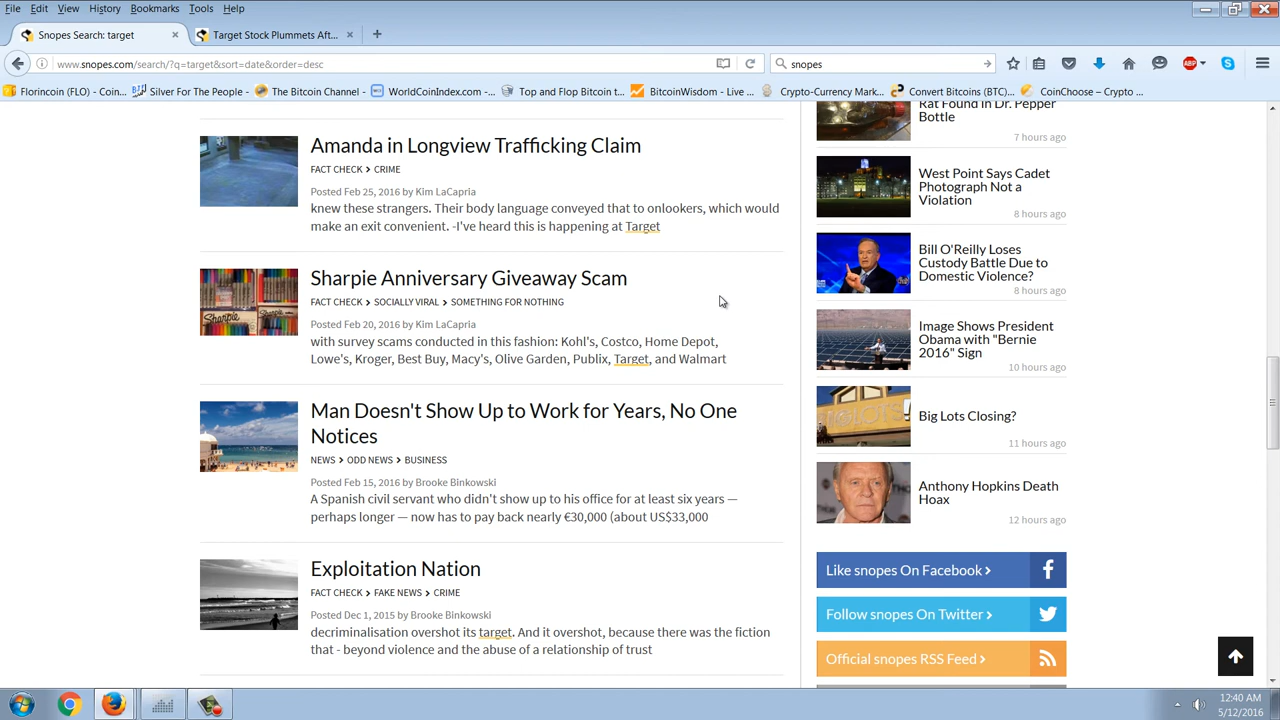 File Edit View History Bookmarks Tools Help
Snopes Search: target
Target Stock Plummets Aft...
www.snopes.com/search/?q=target&sort=date&order=desc
snopes
ABP
Florincoin (FLO) - Coin...
Silver For The People - ...
The Bitcoin Channel - ...
WorldCoinIndex.com -...
Top and Flop Bitcoin t...
BitcoinWisdom - Live ...
Crypto-Currency Mark...
Convert Bitcoins (BTC)...
CoinChoose – Crypto ...
Amanda in Longview Trafficking Claim
FACT CHECK > CRIME
Posted Feb 25, 2016 by Kim LaCapria
knew these strangers. Their body language conveyed that to onlookers, which would
make an exit convenient. -I've heard this is happening at Target
Sharpie Anniversary Giveaway Scam
FACT CHECK > SOCIALLY VIRAL > SOMETHING FOR NOTHING
Posted Feb 20, 2016 by Kim LaCapria
with survey scams conducted in this fashion: Kohl's, Costco, Home Depot,
Lowe's, Kroger, Best Buy, Macy's, Olive Garden, Publix, Target, and Walmart
Man Doesn't Show Up to Work for Years, No One
Notices
NEWS > ODD NEWS > BUSINESS
Posted Feb 15, 2016 by Brooke Binkowski
A Spanish civil servant who didn't show up to his office for at least six years —
perhaps longer — now has to pay back nearly €30,000 (about US$33,000
Exploitation Nation
FACT CHECK > FAKE NEWS > CRIME
Posted Dec 1, 2015 by Brooke Binkowski
decriminalisation overshot its target. And it overshot, because there was the fiction
that - beyond violence and the abuse of a relationship of trust
Rat Found in Dr. Pepper
Bottle
7 hours ago
West Point Says Cadet
Photograph Not a
Violation
8 hours ago
Bill O'Reilly Loses
Custody Battle Due to
Domestic Violence?
8 hours ago
Image Shows President
Obama with "Bernie
2016" Sign
10 hours ago
Big Lots Closing?
11 hours ago
Anthony Hopkins Death
Hoax
12 hours ago
Like snopes On Facebook >
Follow snopes On Twitter >
Official snopes RSS Feed >
12:40 AM
5/12/2016